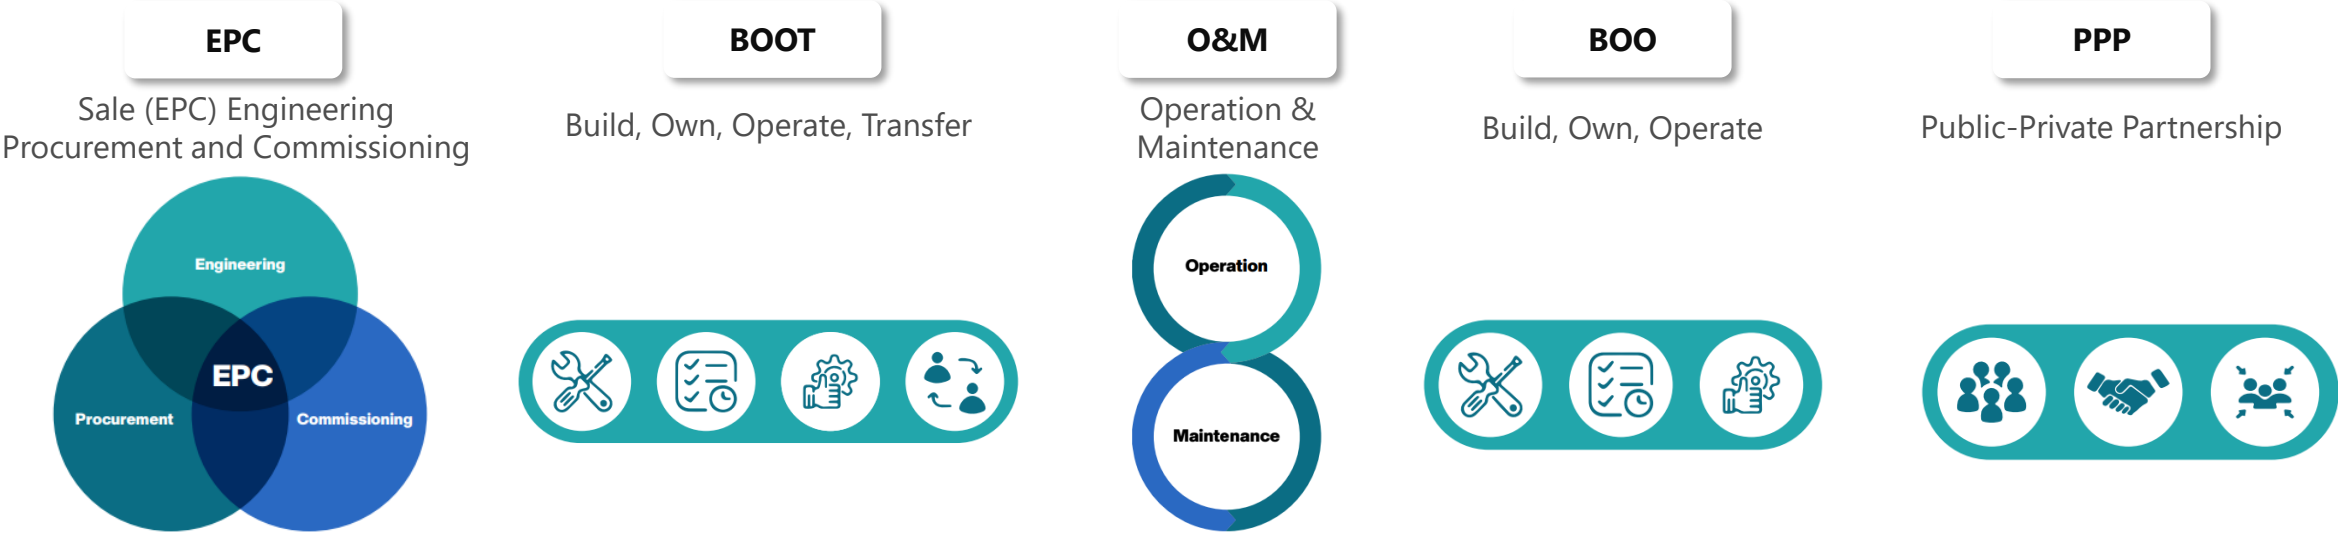 EPC
Sale (EPC) Engineering
Procurement and Commissioning
Engineering
EPC
Procurement
Commissioning
BOOT
Build, Own, Operate, Transfer
O&M
Operation &
Maintenance
Operation
Maintenance
BOO
Build, Own, Operate
PPP
Public-Private Partnership